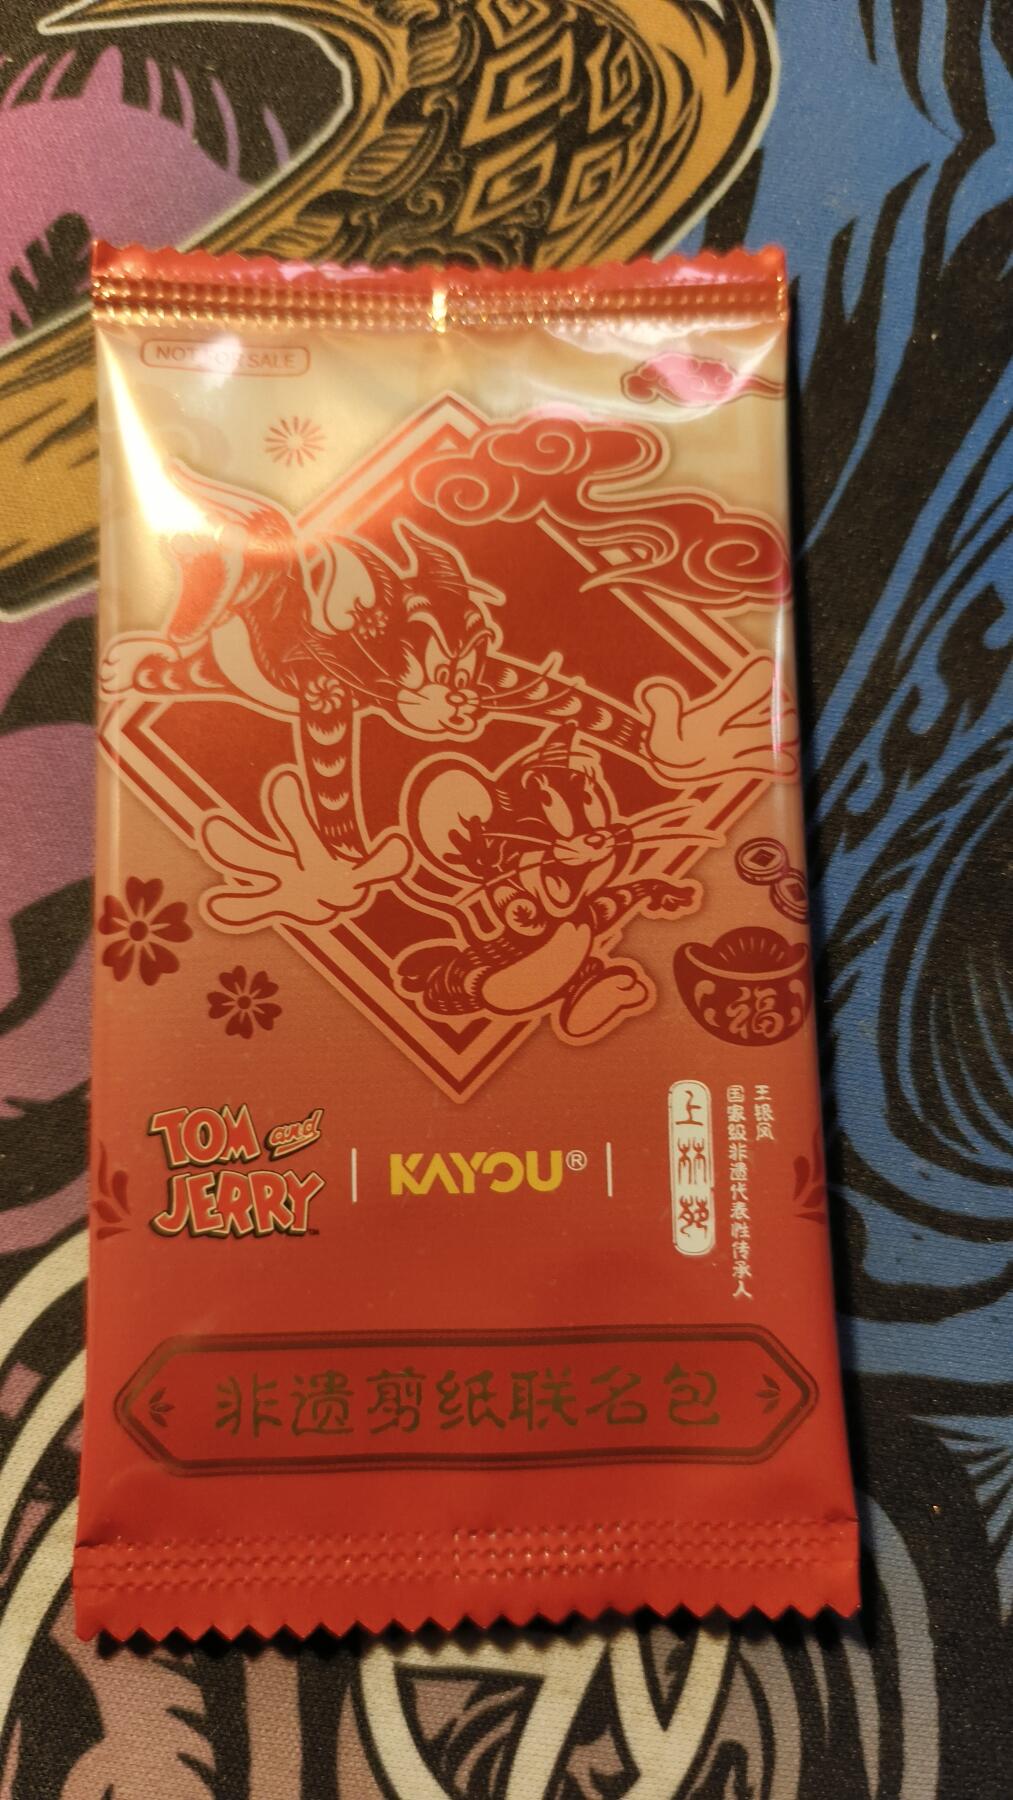 NOT FOR SALE
福
TOM and
JERRY™
KAYOU®
上林苑
王银凤
国家级非遗代表性传承人
非遗剪纸联名包